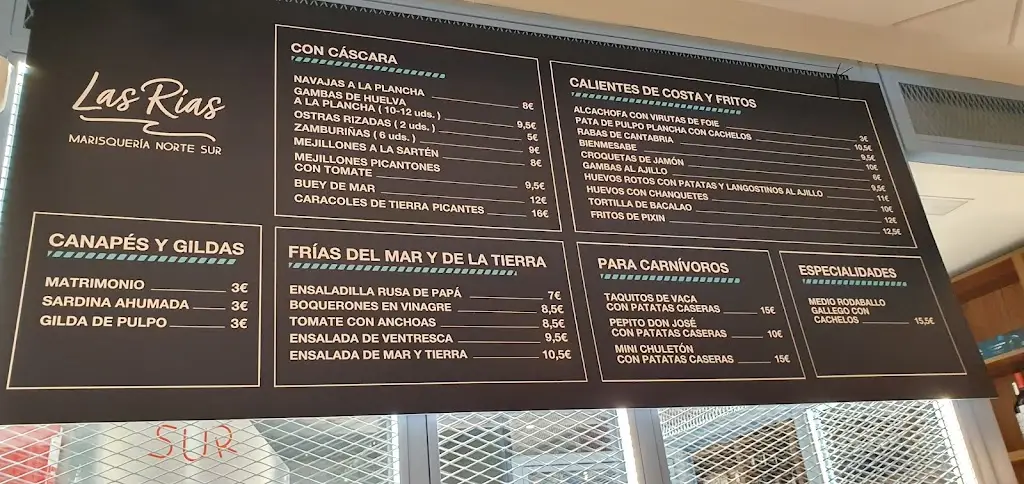 Las Rías
MARISQUERÍA NORTE SUR
CON CÁSCARA
NAVAJAS A LA PLANCHA 8€
GAMBAS DE HUELVA
A LA PLANCHA ( 10-12 uds. ) 9,5€
OSTRAS RIZADAS ( 2 uds. ) 5€
ZAMBURIÑAS ( 6 uds. ) 9€
MEJILLONES A LA SARTÉN 8€
MEJILLONES PICANTONES
CON TOMATE 9,5€
BUEY DE MAR 12€
CARACOLES DE TIERRA PICANTES 16€
CALIENTES DE COSTA Y FRITOS
ALCACHOFA CON VIRUTAS DE FOIE 3€
PATA DE PULPO PLANCHA CON CACHELOS 10,5€
RABAS DE CANTABRIA 9,5€
BIENMESABE 10€
CROQUETAS DE JAMÓN 6€
GAMBAS AL AJILLO 9,5€
HUEVOS ROTOS CON PATATAS Y LANGOSTINOS AL AJILLO 11€
HUEVOS CON CHANQUETES 10€
TORTILLA DE BACALAO 12€
FRITOS DE PIXIN 12,5€
CANAPÉS Y GILDAS
MATRIMONIO 3€
SARDINA AHUMADA 3€
GILDA DE PULPO 3€
FRÍAS DEL MAR Y DE LA TIERRA
ENSALADILLA RUSA DE PAPÁ 7€
BOQUERONES EN VINAGRE 8,5€
TOMATE CON ANCHOAS 8,5€
ENSALADA DE VENTRESCA 9,5€
ENSALADA DE MAR Y TIERRA 10,5€
PARA CARNÍVOROS
TAQUITOS DE VACA
CON PATATAS CASERAS 15€
PEPITO DON JOSÉ
CON PATATAS CASERAS 10€
MINI CHULETÓN
CON PATATAS CASERAS 15€
ESPECIALIDADES
MEDIO RODABALLO
GALLEGO CON
CACHELOS 15,5€
SUR